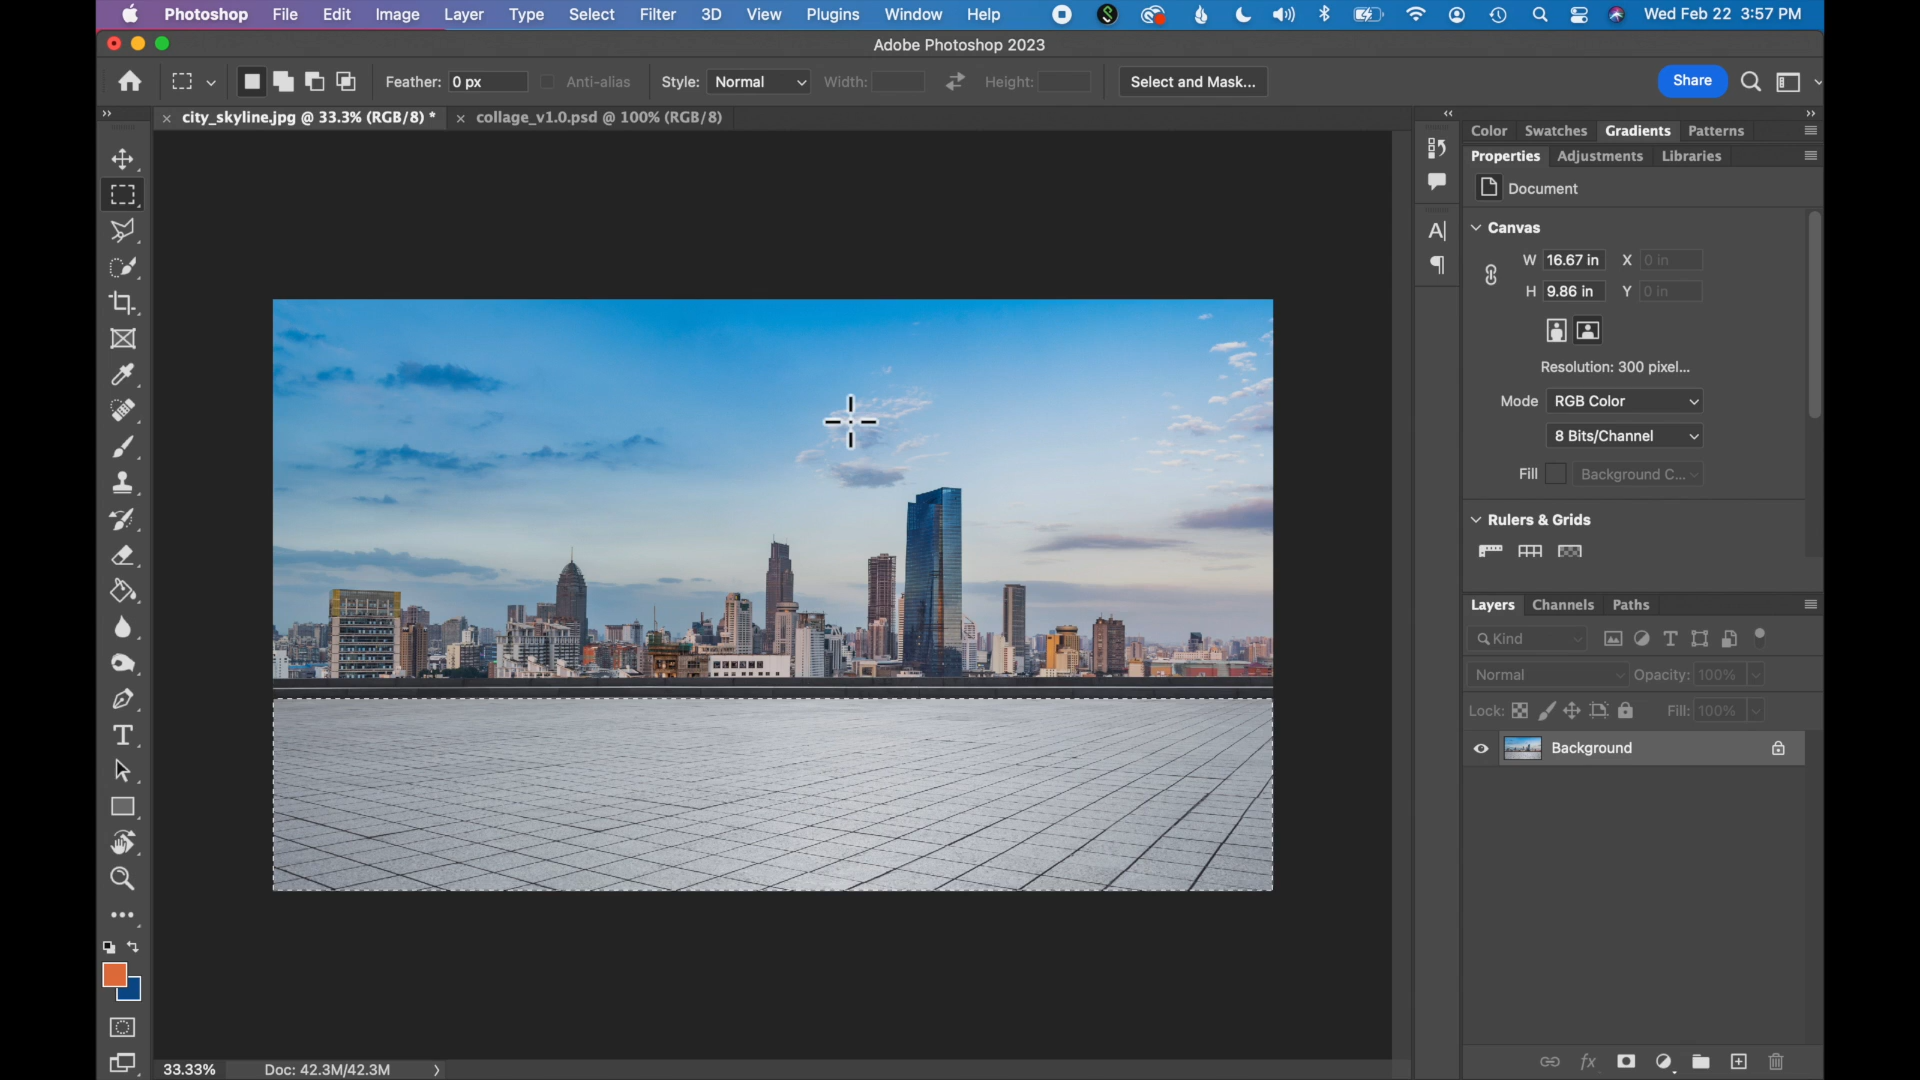 Photoshop File Edit Image Layer Type Select Filter 3D View Plugins Window Help Wed Feb 22 3:57 PM
Adobe Photoshop 2023
Feather: 0 px Anti-alias Style: Normal Width: Height: Select and Mask... Share
city_skyline.jpg @ 33.3% (RGB/8) * collage_v1.0.psd @ 100% (RGB/8)
Color Swatches Gradients Patterns
Properties Adjustments Libraries
Document
Canvas
W 16.67 in X 0 in
H 9.86 in Y 0 in
Resolution: 300 pixel...
Mode RGB Color
8 Bits/Channel
Fill Background C...
Rulers & Grids
Layers Channels Paths
Kind
Normal Opacity: 100%
Lock: Fill: 100%
Background
33.33% Doc: 42.3M/42.3M